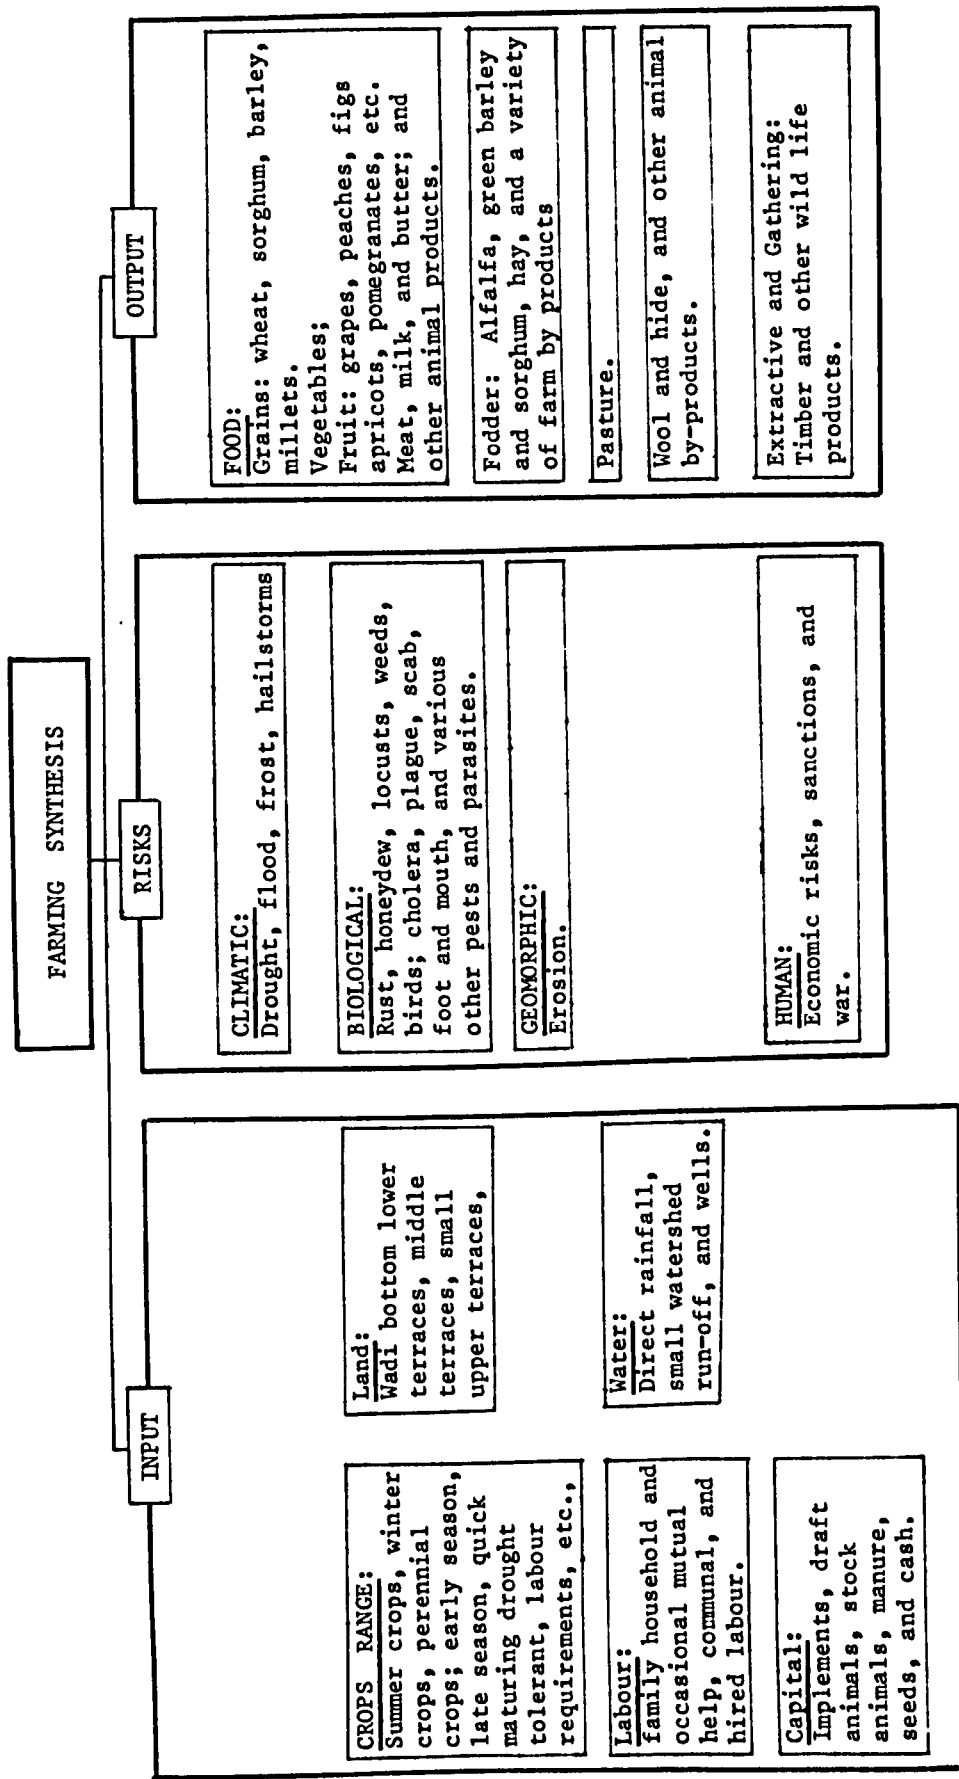 FARMING SYNTHESIS
INPUT
CROPS RANGE:
Summer crops, winter
crops, perennial
crops; early season,
late season, quick
maturing drought
tolerant, labour
requirements, etc.,
Land:
Wadi bottom lower
terraces, middle
terraces, small
upper terraces,
Labour:
family household and
occasional mutual
help, communal, and
hired labour.
Water:
Direct rainfall,
small watershed
run-off, and wells.
Capital:
Implements, draft
animals, stock
animals, manure,
seeds, and cash.
RISKS
CLIMATIC:
Drought, flood, frost, hailstorms
BIOLOGICAL:
Rust, honeydew, locusts, weeds,
birds; cholera, plague, scab,
foot and mouth, and various
other pests and parasites.
GEOMORPHIC:
Erosion.
HUMAN:
Economic risks, sanctions, and
war.
OUTPUT
FOOD:
Grains: wheat, sorghum, barley,
millets.
Vegetables;
Fruit: grapes, peaches, figs
apricots, pomegranates, etc.
Meat, milk, and butter; and
other animal products.
Fodder: Alfalfa, green barley
and sorghum, hay, and a variety
of farm by products
Pasture.
Wool and hide, and other animal
by-products.
Extractive and Gathering:
Timber and other wild life
products.